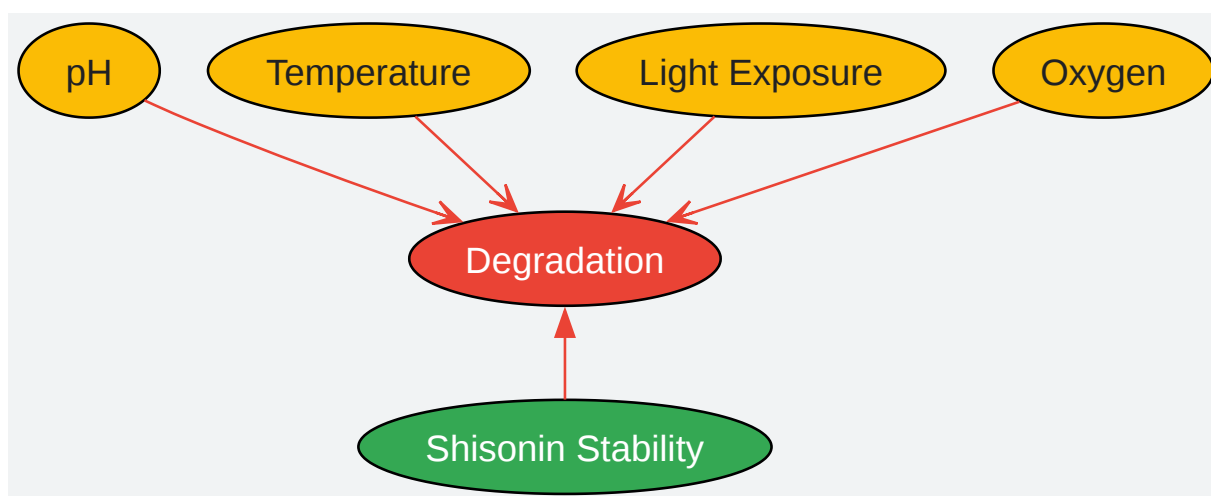 pH
Temperature
Light Exposure
Oxygen
Degradation
Shisonin Stability